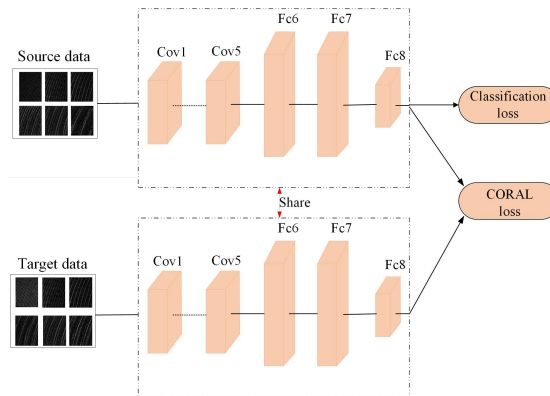 Source data
Cov1
Cov5
Fc6
Fc7
Fc8
Classification
loss
Share
CORAL
loss
Target data
Cov1
Cov5
Fc6
Fc7
Fc8